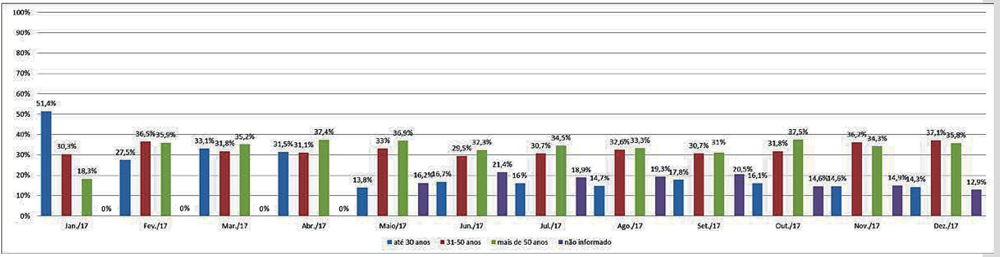 100%
90%
80%
70%
60%
50%
40%
30%
20%
10%
0%
51,4% 30,3% 18,3% 0%
27,5% 36,5% 35,9% 0%
33,1% 31,8% 35,2% 0%
31,5% 31,1% 37,4% 0%
13,8% 33% 36,9% 16,2%
16,7% 29,5% 32,3% 21,4%
16% 30,7% 34,5% 18,9%
14,7% 32,6% 33,3% 19,3%
17,8% 30,7% 31% 20,5%
16,1% 31,8% 37,5% 14,6%
14,6% 36,2% 34,3% 14,9%
14,3% 37,1% 35,8% 12,9%
Jan./17 Fev./17 Mar./17 Abr./17 Maio/17 Jun./17 Jul./17 Ago./17 Set./17 Out./17 Nov./17 Dez./17
até 30 anos 31-50 anos mais de 50 anos não informado